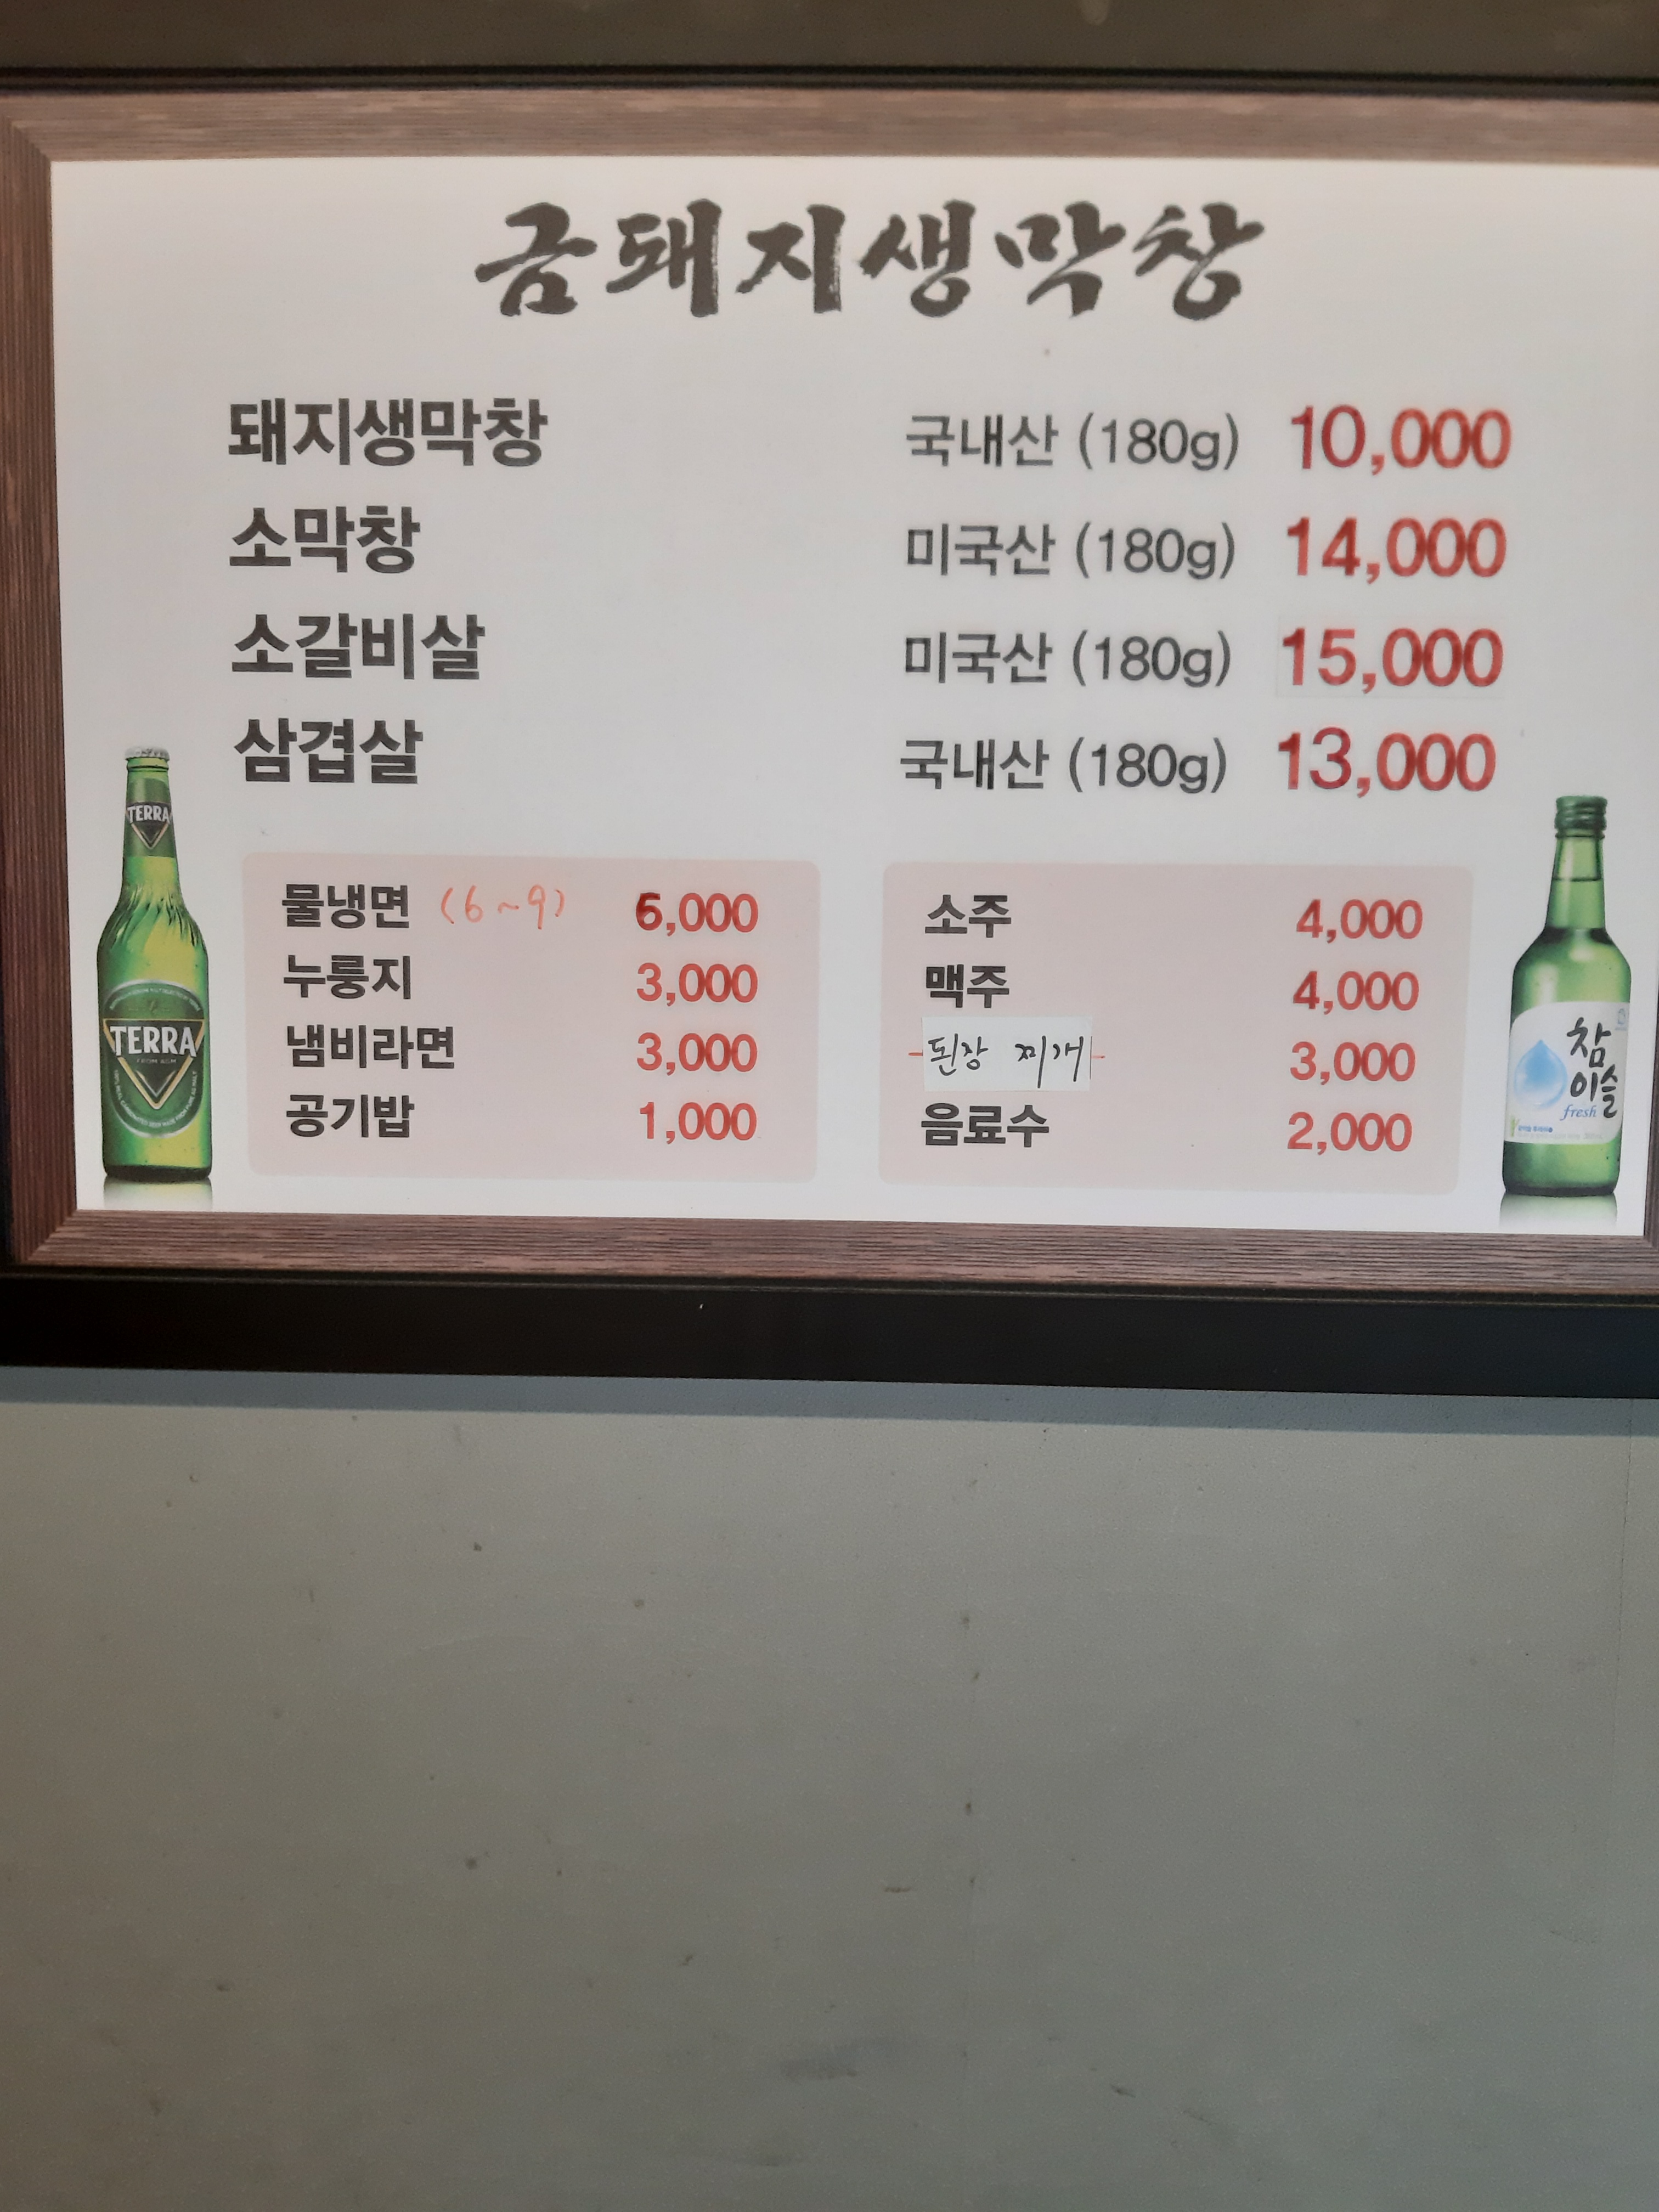 금돼지생막창
돼지생막창 국내산 (180g) 10,000
소막창 미국산 (180g) 14,000
소갈비살 미국산 (180g) 15,000
삼겹살 국내산 (180g) 13,000
물냉면 (6~9) 6,000
누룽지 3,000
냄비라면 3,000
공기밥 1,000
소주 4,000
맥주 4,000
된장 찌개 3,000
음료수 2,000
TERRA
TERRA
참
이슬
fresh